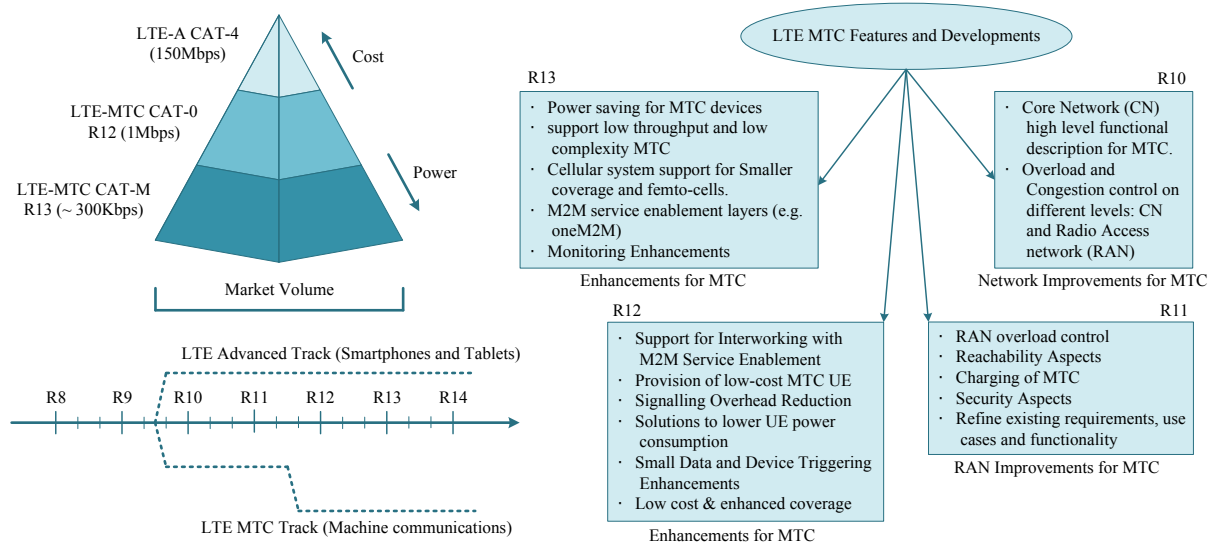 LTE-A CAT-4
(150Mbps)
Cost
LTE-MTC CAT-0
R12 (1Mbps)
Power
LTE-MTC CAT-M
R13 (~ 300Kbps)
Market Volume
LTE Advanced Track (Smartphones and Tablets)
R8 R9 R10 R11 R12 R13 R14
LTE MTC Track (Machine communications)
LTE MTC Features and Developments
R13
· Power saving for MTC devices
· support low throughput and low
complexity MTC
· Cellular system support for Smaller
coverage and femto-cells.
· M2M service enablement layers (e.g.
oneM2M)
· Monitoring Enhancements
Enhancements for MTC
R10
· Core Network (CN)
high level functional
description for MTC.
· Overload and
Congestion control on
different levels: CN
and Radio Access
network (RAN)
Network Improvements for MTC
R12
· Support for Interworking with
M2M Service Enablement
· Provision of low-cost MTC UE
· Signalling Overhead Reduction
· Solutions to lower UE power
consumption
· Small Data and Device Triggering
Enhancements
· Low cost & enhanced coverage
Enhancements for MTC
R11
· RAN overload control
· Reachability Aspects
· Charging of MTC
· Security Aspects
· Refine existing requirements, use
cases and functionality
RAN Improvements for MTC